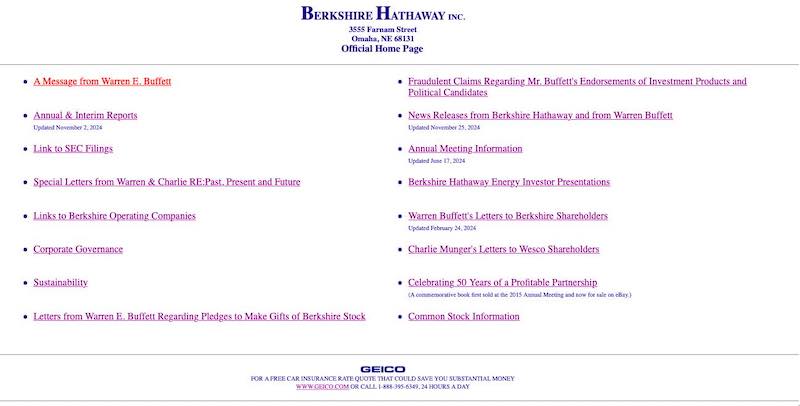 BERKSHIRE HATHAWAY INC.
3555 Farnam Street
Omaha, NE 68131
Official Home Page
A Message from Warren E. Buffett
Annual & Interim Reports
Updated November 2, 2024
Link to SEC Filings
Special Letters from Warren & Charlie RE:Past, Present and Future
Links to Berkshire Operating Companies
Corporate Governance
Sustainability
Letters from Warren E. Buffett Regarding Pledges to Make Gifts of Berkshire Stock
Fraudulent Claims Regarding Mr. Buffett's Endorsements of Investment Products and
Political Candidates
News Releases from Berkshire Hathaway and from Warren Buffett
Updated November 25, 2024
Annual Meeting Information
Updated June 17, 2024
Berkshire Hathaway Energy Investor Presentations
Warren Buffett's Letters to Berkshire Shareholders
Updated February 24, 2024
Charlie Munger's Letters to Wesco Shareholders
Celebrating 50 Years of a Profitable Partnership
(A commemorative book first sold at the 2015 Annual Meeting and now for sale on eBay.)
Common Stock Information
GEICO
FOR A FREE CAR INSURANCE RATE QUOTE THAT COULD SAVE YOU SUBSTANTIAL MONEY
WWW.GEICO.COM OR CALL 1-888-395-6349, 24 HOURS A DAY